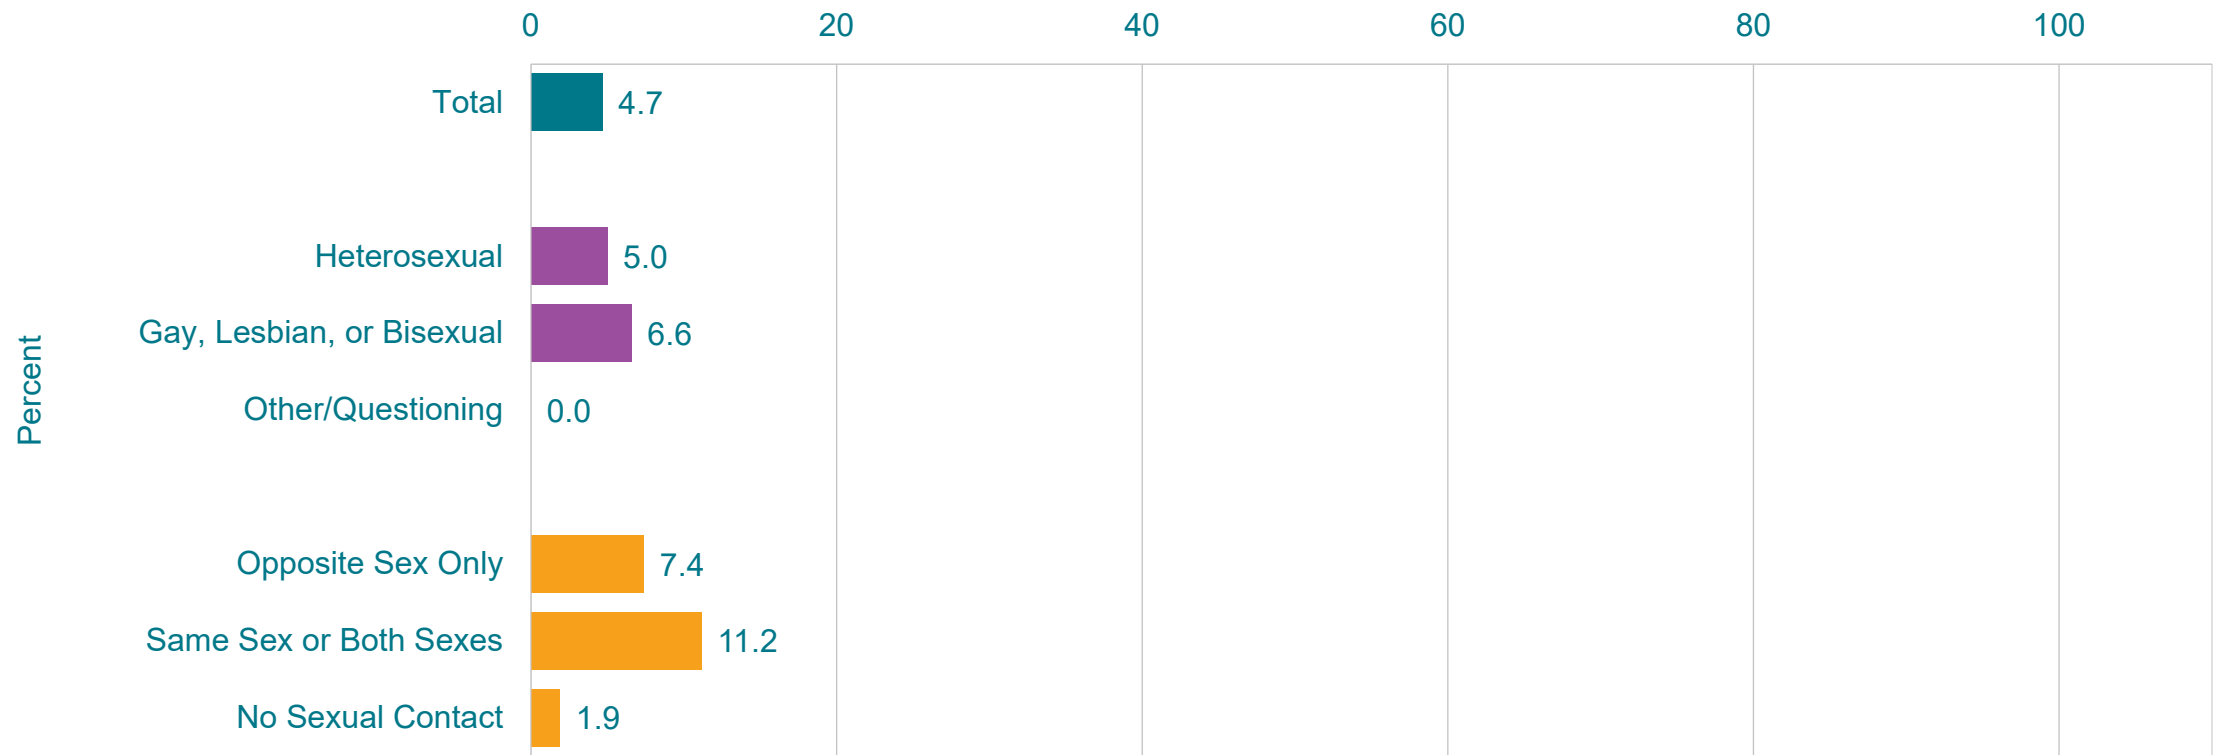 0 20 40 60 80 100
Total 4.7
Heterosexual 5.0
Gay, Lesbian, or Bisexual 6.6
Other/Questioning 0.0
Opposite Sex Only 7.4
Same Sex or Both Sexes 11.2
No Sexual Contact 1.9
Percent